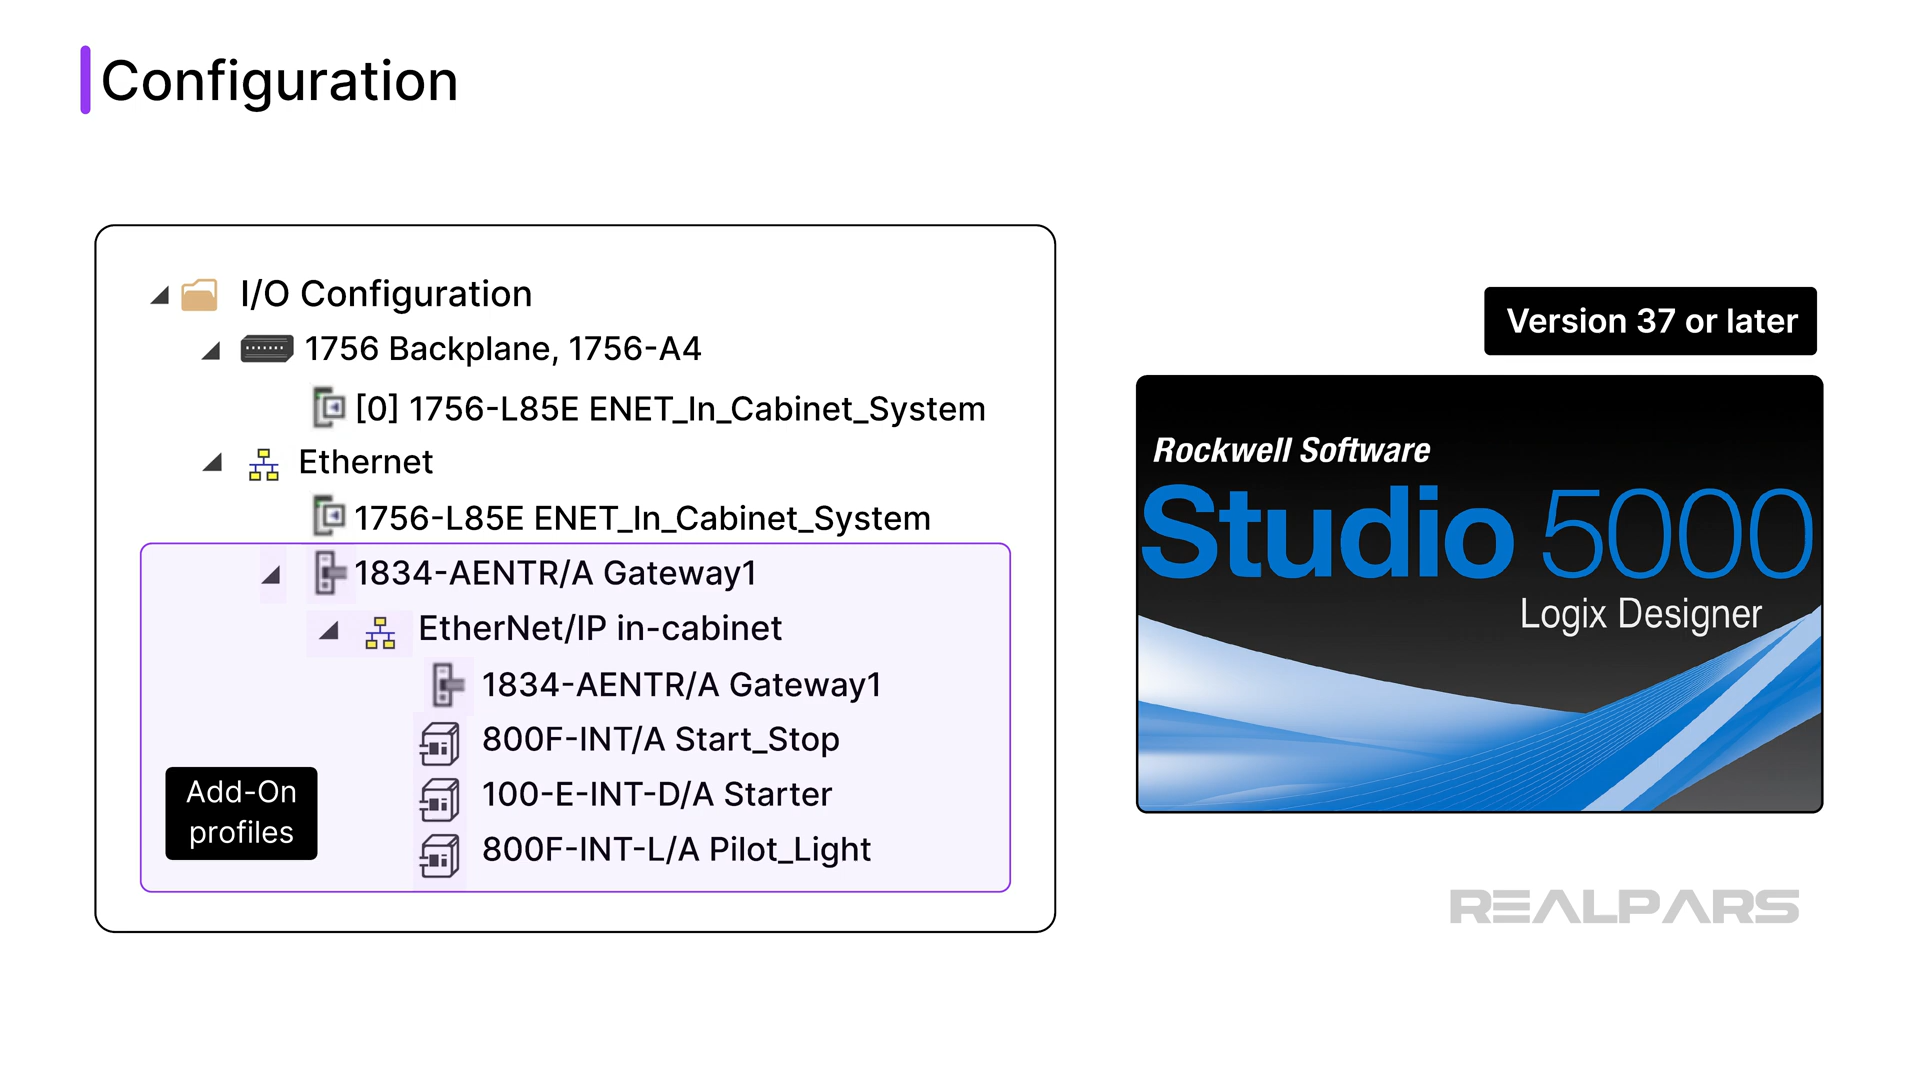 Configuration
I/O Configuration
1756 Backplane, 1756-A4
[0] 1756-L85E ENET_In_Cabinet_System
Ethernet
1756-L85E ENET_In_Cabinet_System
1834-AENTR/A Gateway1
EtherNet/IP in-cabinet
1834-AENTR/A Gateway1
800F-INT/A Start_Stop
100-E-INT-D/A Starter
800F-INT-L/A Pilot_Light
Add-On
profiles
Version 37 or later
Rockwell Software
Studio 5000
Logix Designer
REALPARS